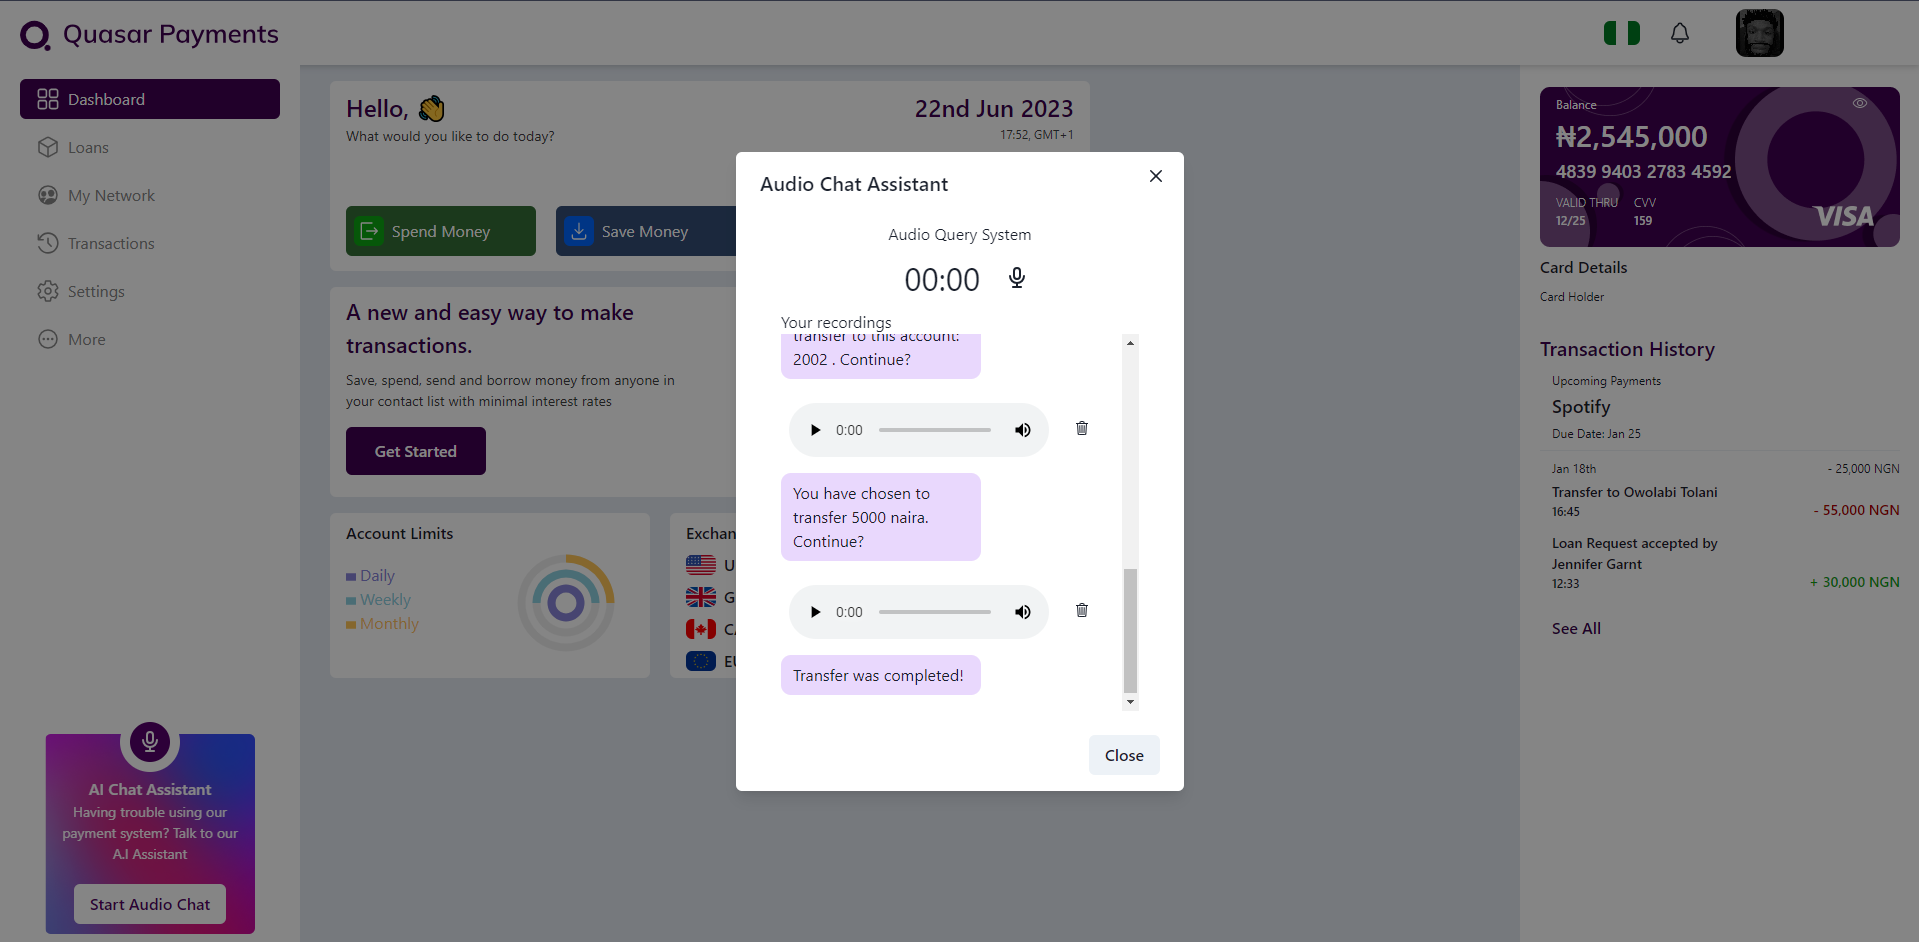 Quasar Payments
Dashboard
Loans
My Network
Transactions
Settings
More
AI Chat Assistant
Having trouble using our
payment system? Talk to our
A.I Assistant
Start Audio Chat
Hello, 👋
What would you like to do today?
22nd Jun 2023
17:52, GMT+1
Spend Money
Save Money
A new and easy way to make
transactions.
Save, spend, send and borrow money from anyone in
your contact list with minimal interest rates
Get Started
Account Limits
Daily
Weekly
Monthly
Exchan
U
G
C
EU
Audio Chat Assistant
Audio Query System
00:00
Your recordings
transfer to this account:
2002 . Continue?
0:00
You have chosen to
transfer 5000 naira.
Continue?
0:00
Transfer was completed!
Close
Balance
₦2,545,000
4839 9403 2783 4592
VALID THRU CVV
12/25 159
VISA
Card Details
Card Holder
Transaction History
Upcoming Payments
Spotify
Due Date: Jan 25
Jan 18th - 25,000 NGN
Transfer to Owolabi Tolani
16:45 - 55,000 NGN
Loan Request accepted by
Jennifer Garnt
12:33 + 30,000 NGN
See All